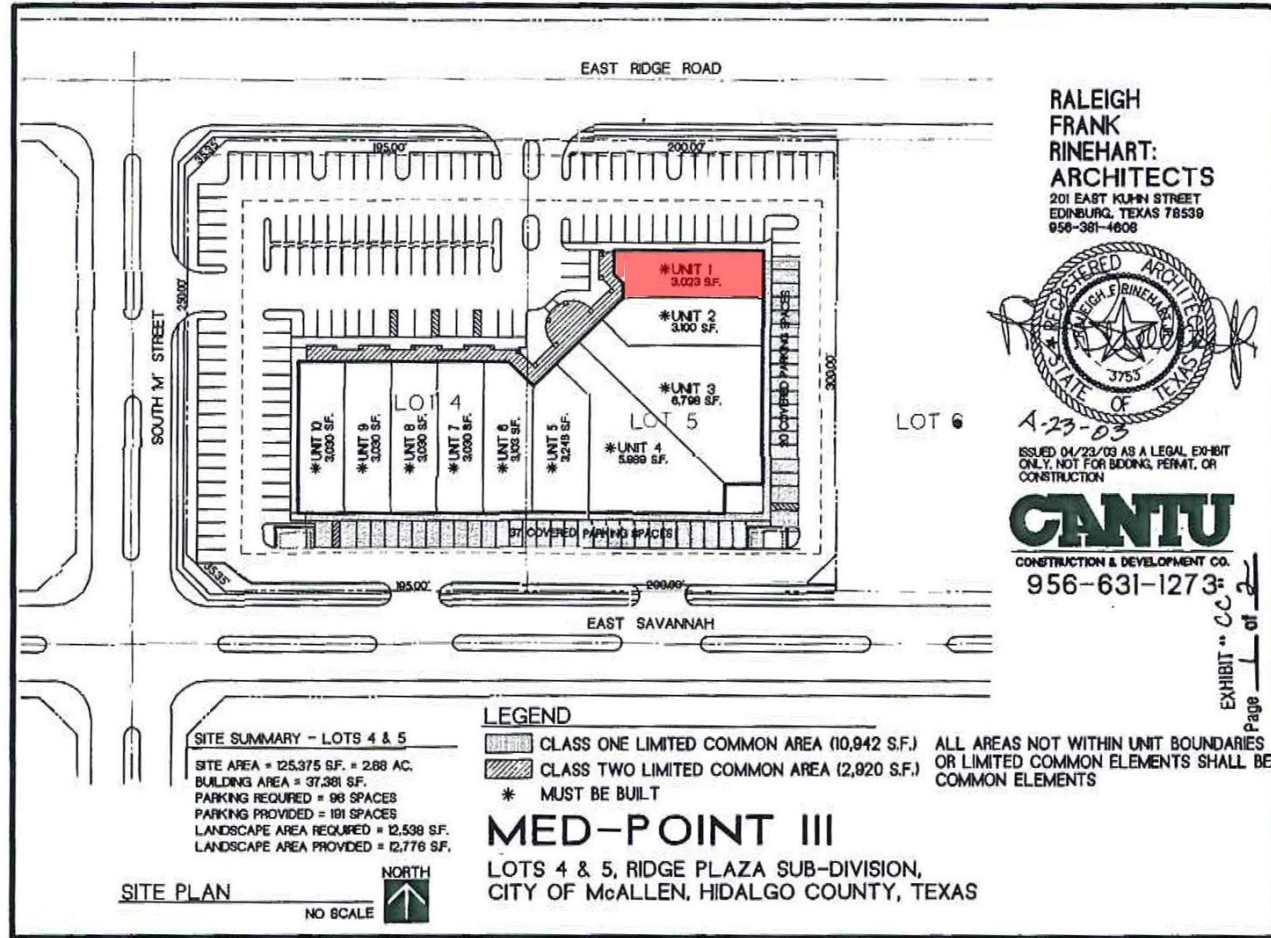 EAST RIDGE ROAD
RALEIGH
FRANK
RINEHART:
ARCHITECTS
201 EAST KUHN STREET
EDINBURG, TEXAS 78539
956-381-4606
REGISTERED ARCHITECT
RALEIGH F. RINEHART, JR.
3753
STATE OF TEXAS
4-23-03
ISSUED 04/23/03 AS A LEGAL EXHIBIT
ONLY, NOT FOR BIDDING, PERMIT, OR
CONSTRUCTION
CANTU
CONSTRUCTION & DEVELOPMENT CO.
956-631-1273
EXHIBIT "CC"
Page 1 of 2
35.35
195.00'
200.00'
250.00'
SOUTH 'M' STREET
*UNIT 1
3,023 S.F.
*UNIT 2
3,100 S.F.
*UNIT 3
6,798 S.F.
20 COVERED PARKING SPACES
300.00'
LOT 4
LOT 5
LOT 6
*UNIT 10
3,030 S.F.
*UNIT 9
3,030 S.F.
*UNIT 8
3,030 S.F.
*UNIT 7
3,030 S.F.
*UNIT 6
3,103 S.F.
*UNIT 5
3,248 S.F.
*UNIT 4
5,989 S.F.
37 COVERED PARKING SPACES
35.35
195.00'
200.00'
EAST SAVANNAH
SITE SUMMARY - LOTS 4 & 5
SITE AREA = 125,375 S.F. = 2.88 AC.
BUILDING AREA = 37,381 S.F.
PARKING REQUIRED = 98 SPACES
PARKING PROVIDED = 191 SPACES
LANDSCAPE AREA REQUIRED = 12,538 S.F.
LANDSCAPE AREA PROVIDED = 12,776 S.F.
SITE PLAN
NO SCALE
NORTH
LEGEND
CLASS ONE LIMITED COMMON AREA (10,942 S.F.)
CLASS TWO LIMITED COMMON AREA (2,920 S.F.)
* MUST BE BUILT
ALL AREAS NOT WITHIN UNIT BOUNDARIES
OR LIMITED COMMON ELEMENTS SHALL BE
COMMON ELEMENTS
MED-POINT III
LOTS 4 & 5, RIDGE PLAZA SUB-DIVISION,
CITY OF McALLEN, HIDALGO COUNTY, TEXAS